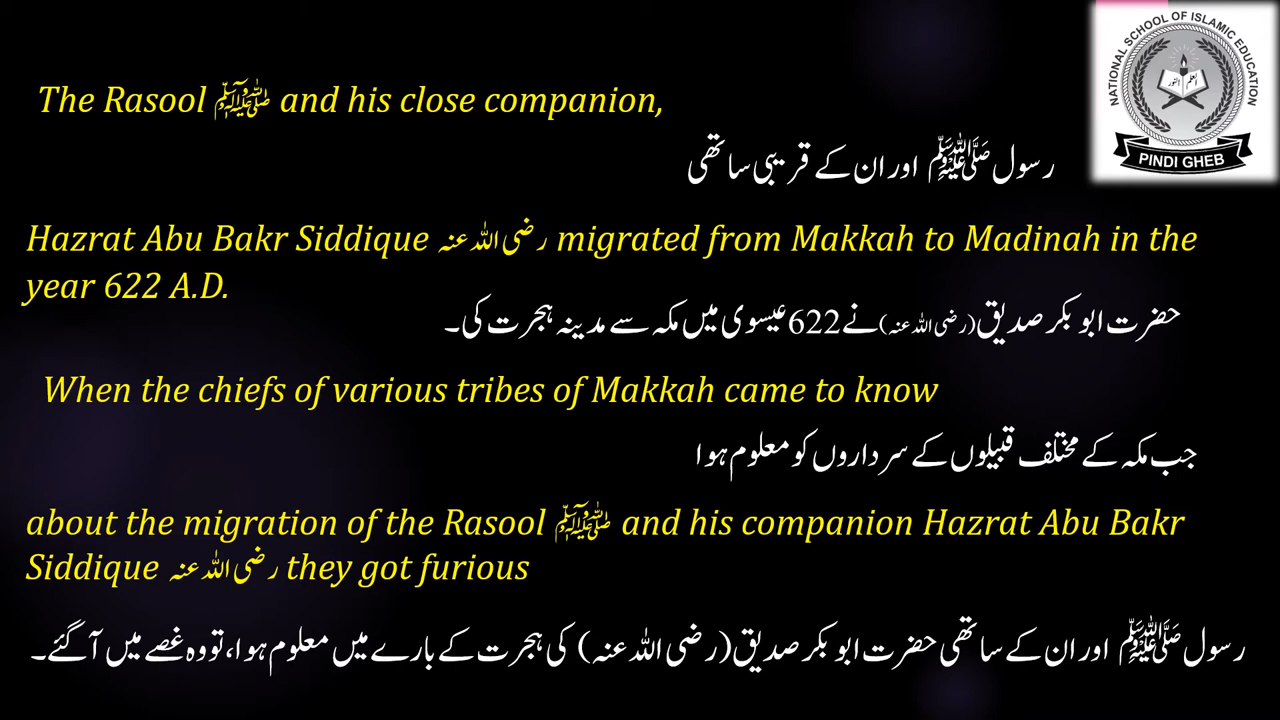 NATIONAL SCHOOL OF ISLAMIC EDUCATION
PINDI GHEB
The Rasool ﷺ and his close companion,
رسول ﷺ اور ان کے قریبی ساتھی
Hazrat Abu Bakr Siddique رضی اللہ عنہ migrated from Makkah to Madinah in the
year 622 A.D.
حضرت ابو بکر صدیق (رضی اللہ عنہ) نے 622 عیسوی میں مکہ سے مدینہ ہجرت کی۔
When the chiefs of various tribes of Makkah came to know
جب مکہ کے مختلف قبیلوں کے سرداروں کو معلوم ہوا
about the migration of the Rasool ﷺ and his companion Hazrat Abu Bakr
Siddique رضی اللہ عنہ they got furious
رسول ﷺ اور ان کے ساتھی حضرت ابو بکر صدیق (رضی اللہ عنہ) کی ہجرت کے بارے میں معلوم ہوا، تو وہ غصے میں آ گئے۔